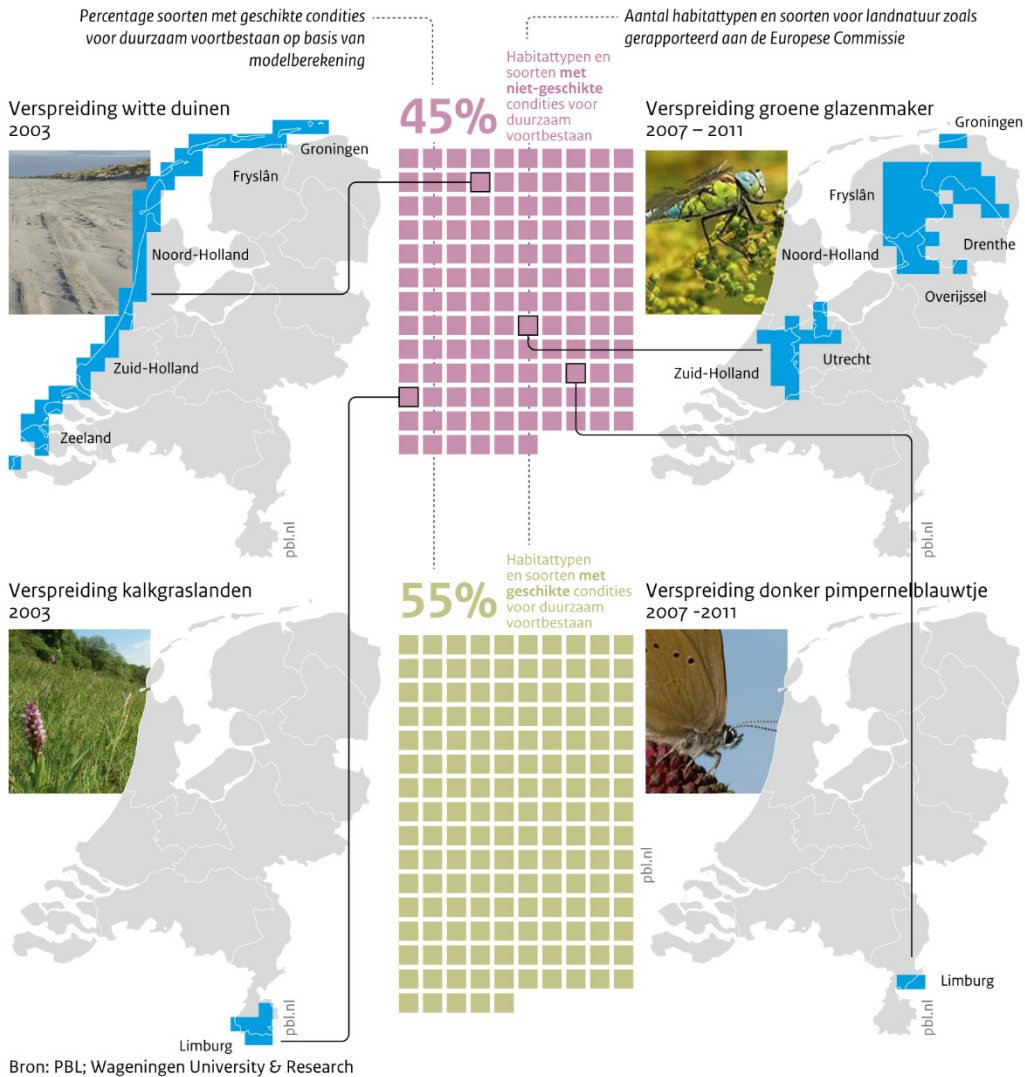 Percentage soorten met geschikte condities
voor duurzaam voortbestaan op basis van
modelberekening
Aantal habitattypen en soorten voor landnatuur zoals
gerapporteerd aan de Europese Commissie
Verspreiding witte duinen
2003
Groningen
Fryslân
Noord-Holland
Zuid-Holland
Zeeland
pbl.nl
45%
Habitattypen en
soorten met
niet-geschikte
condities voor
duurzaam
voortbestaan
Verspreiding groene glazenmaker
2007 – 2011
Groningen
Fryslân
Drenthe
Noord-Holland
Overijssel
Utrecht
Zuid-Holland
pbl.nl
Verspreiding kalkgraslanden
2003
Limburg
pbl.nl
55%
Habitattypen
en soorten met
geschikte condities
voor duurzaam
voortbestaan
pbl.nl
Verspreiding donker pimpernelblauwtje
2007 -2011
Limburg
pbl.nl
Bron: PBL; Wageningen University & Research